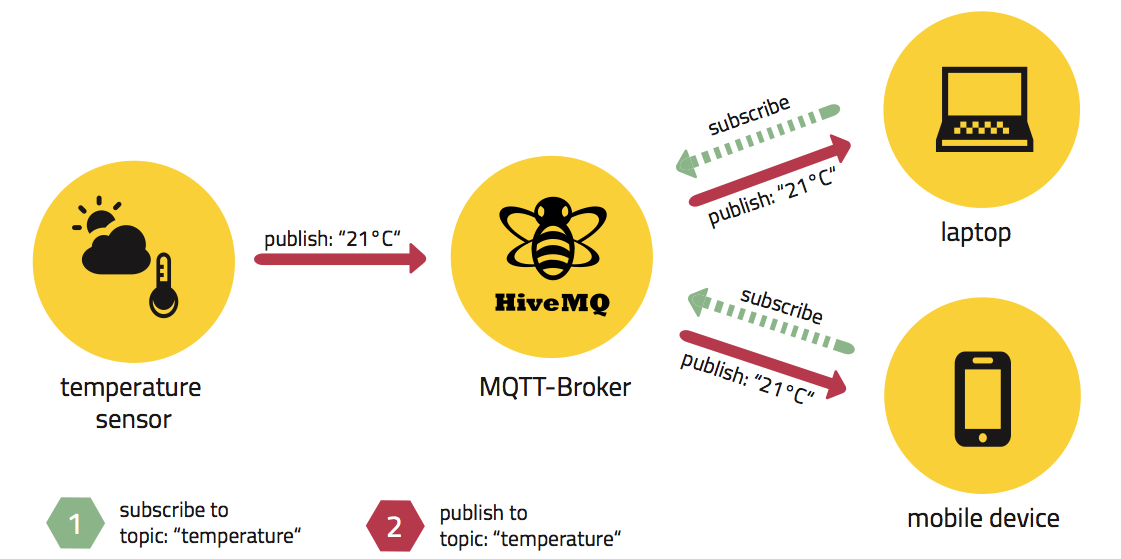 subscribe
publish: “21°C“
laptop
publish: “21°C“
HiveMQ
temperature
sensor
MQTT-Broker
subscribe
publish: “21°C“
mobile device
1
subscribe to
topic: “temperature“
2
publish to
topic: “temperature“